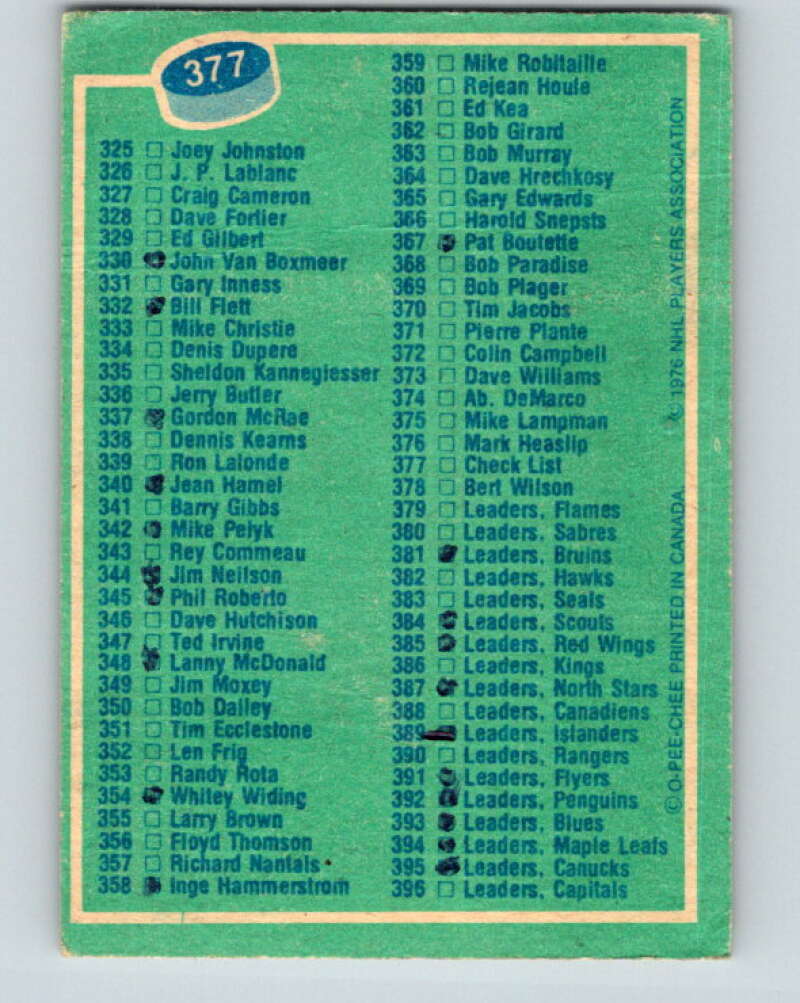 377
325 Joey Johnston
326 J. P. Lablanc
327 Craig Cameron
328 Dave Fortier
329 Ed Gilbert
330 John Van Boxmeer
331 Gary Inness
332 Bill Flett
333 Mike Christie
334 Denis Dupere
335 Sheldon Kannegiesser
336 Jerry Butler
337 Gordon McRae
338 Dennis Kearns
339 Ron Lalonde
340 Jean Hamel
341 Barry Gibbs
342 Mike Pelyk
343 Rey Commeau
344 Jim Neilson
345 Phil Roberto
346 Dave Hutchison
347 Ted Irvine
348 Lanny McDonald
349 Jim Moxey
350 Bob Dailey
351 Tim Ecclestone
352 Len Frig
353 Randy Rota
354 Whitey Widing
355 Larry Brown
356 Floyd Thomson
357 Richard Nantais
358 Inge Hammerstrom
359 Mike Robitaille
360 Rejean Houle
361 Ed Kea
362 Bob Girard
363 Bob Murray
364 Dave Hrechkosy
365 Gary Edwards
366 Harold Snepsts
367 Pat Boutette
368 Bob Paradise
369 Bob Plager
370 Tim Jacobs
371 Pierre Plante
372 Colin Campbell
373 Dave Williams
374 Ab. DeMarco
375 Mike Lampman
376 Mark Heaslip
377 Check List
378 Bert Wilson
379 Leaders, Flames
380 Leaders, Sabres
381 Leaders, Bruins
382 Leaders, Hawks
383 Leaders, Seals
384 Leaders, Scouts
385 Leaders, Red Wings
386 Leaders, Kings
387 Leaders, North Stars
388 Leaders, Canadiens
389 Leaders, Islanders
390 Leaders, Rangers
391 Leaders, Flyers
392 Leaders, Penguins
393 Leaders, Blues
394 Leaders, Maple Leafs
395 Leaders, Canucks
396 Leaders, Capitals
© O-PEE-CHEE PRINTED IN CANADA. © 1976 NHL PLAYERS ASSOCIATION